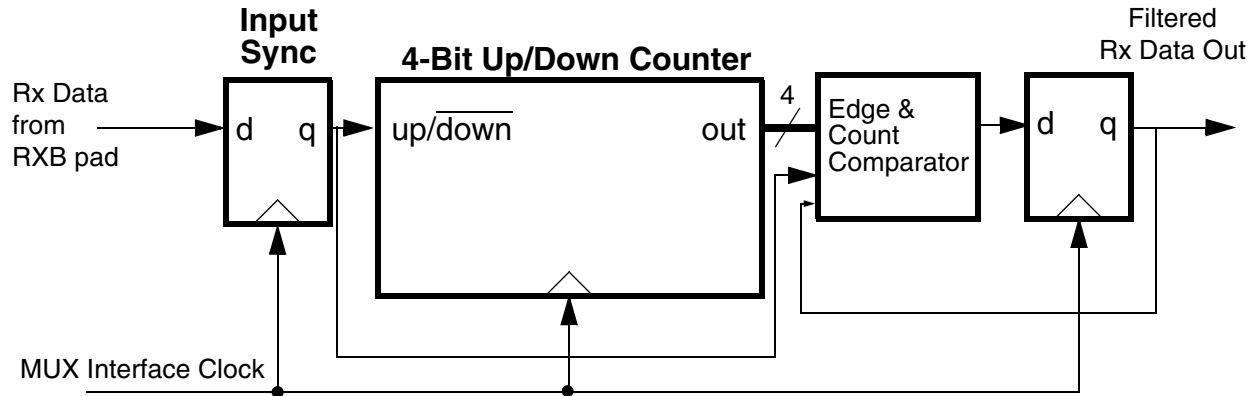 Input
Sync
4-Bit Up/Down Counter
Filtered
Rx Data Out
Rx Data
from
RXB pad
d q
up/down
out
4
Edge &
Count
Comparator
d q
MUX Interface Clock